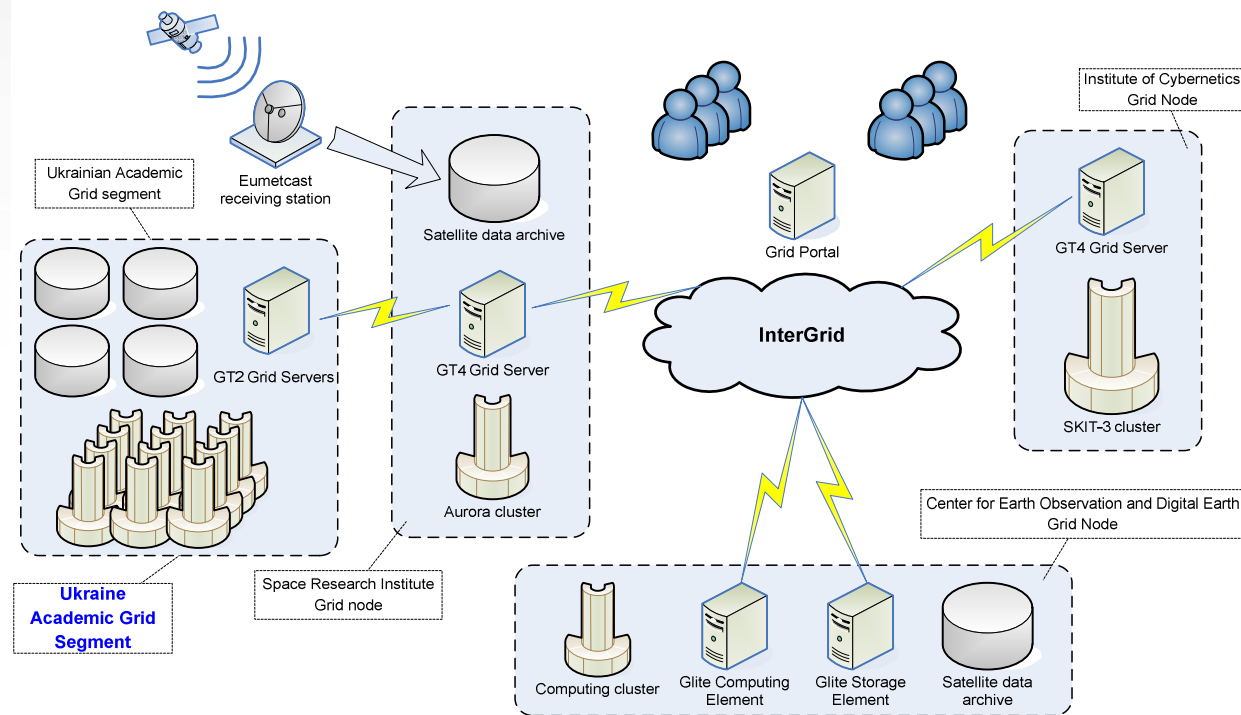 Institute of Cybernetics
Grid Node
Ukrainian Academic
Grid segment
Eumetcast
receiving station
Satellite data archive
Grid Portal
GT4 Grid Server
GT2 Grid Servers
GT4 Grid Server
InterGrid
SKIT-3 cluster
Aurora cluster
Center for Earth Observation and Digital Earth
Grid Node
Space Research Institute
Grid node
Ukraine
Academic Grid
Segment
Computing cluster
Glite Computing
Element
Glite Storage
Element
Satellite data
archive